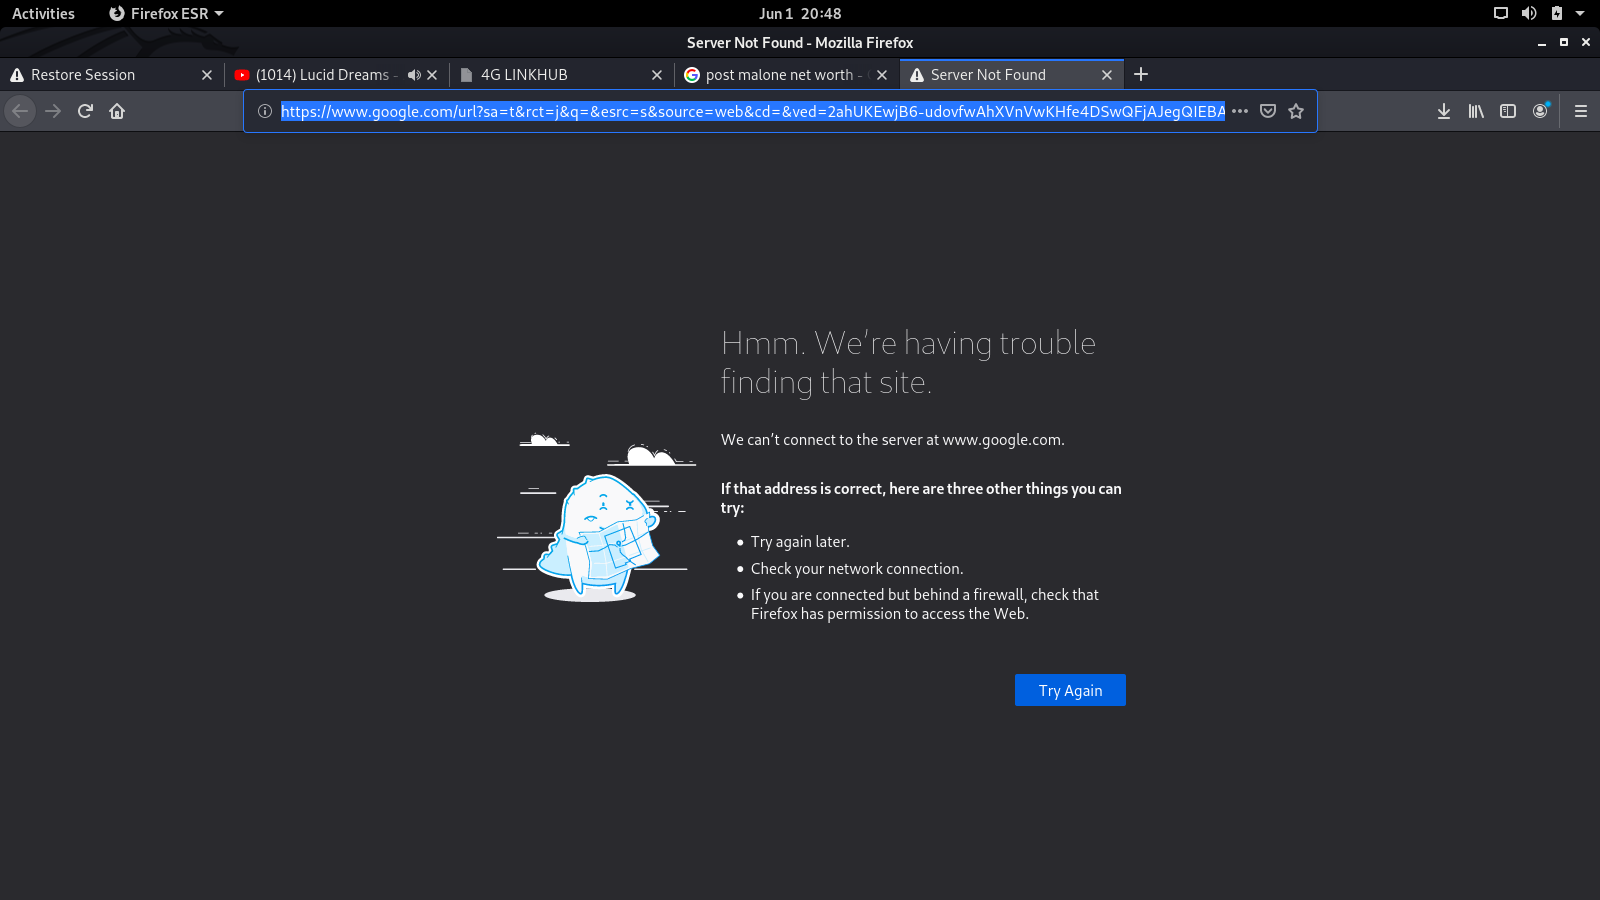 Activities
Firefox ESR
Jun 1 20:48
Server Not Found - Mozilla Firefox
Restore Session
(1014) Lucid Dreams -
4G LINKHUB
post malone net worth -
Server Not Found
https://www.google.com/url?sa=t&rct=j&q=&esrc=s&source=web&cd=&ved=2ahUKEwjB6-udovfwAhXVnVwKHfe4DSwQFjAJegQIEBA
Hmm. We’re having trouble
finding that site.
We can’t connect to the server at www.google.com.
If that address is correct, here are three other things you can
try:
Try again later.
Check your network connection.
If you are connected but behind a firewall, check that
Firefox has permission to access the Web.
Try Again